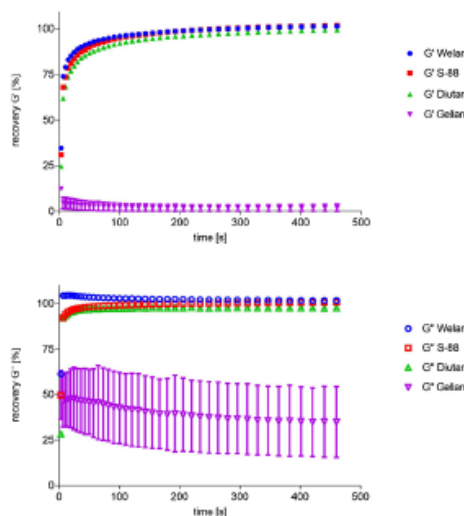 recovery G' [%]
100
75
50
25
0
0 100 200 300 400 500
time [s]
G' Welan
G' S-88
G' Diutan
G' Gellan
recovery G'' [%]
100
75
50
25
0
0 100 200 300 400 500
time [s]
G'' Welan
G'' S-88
G'' Diutan
G'' Gellan